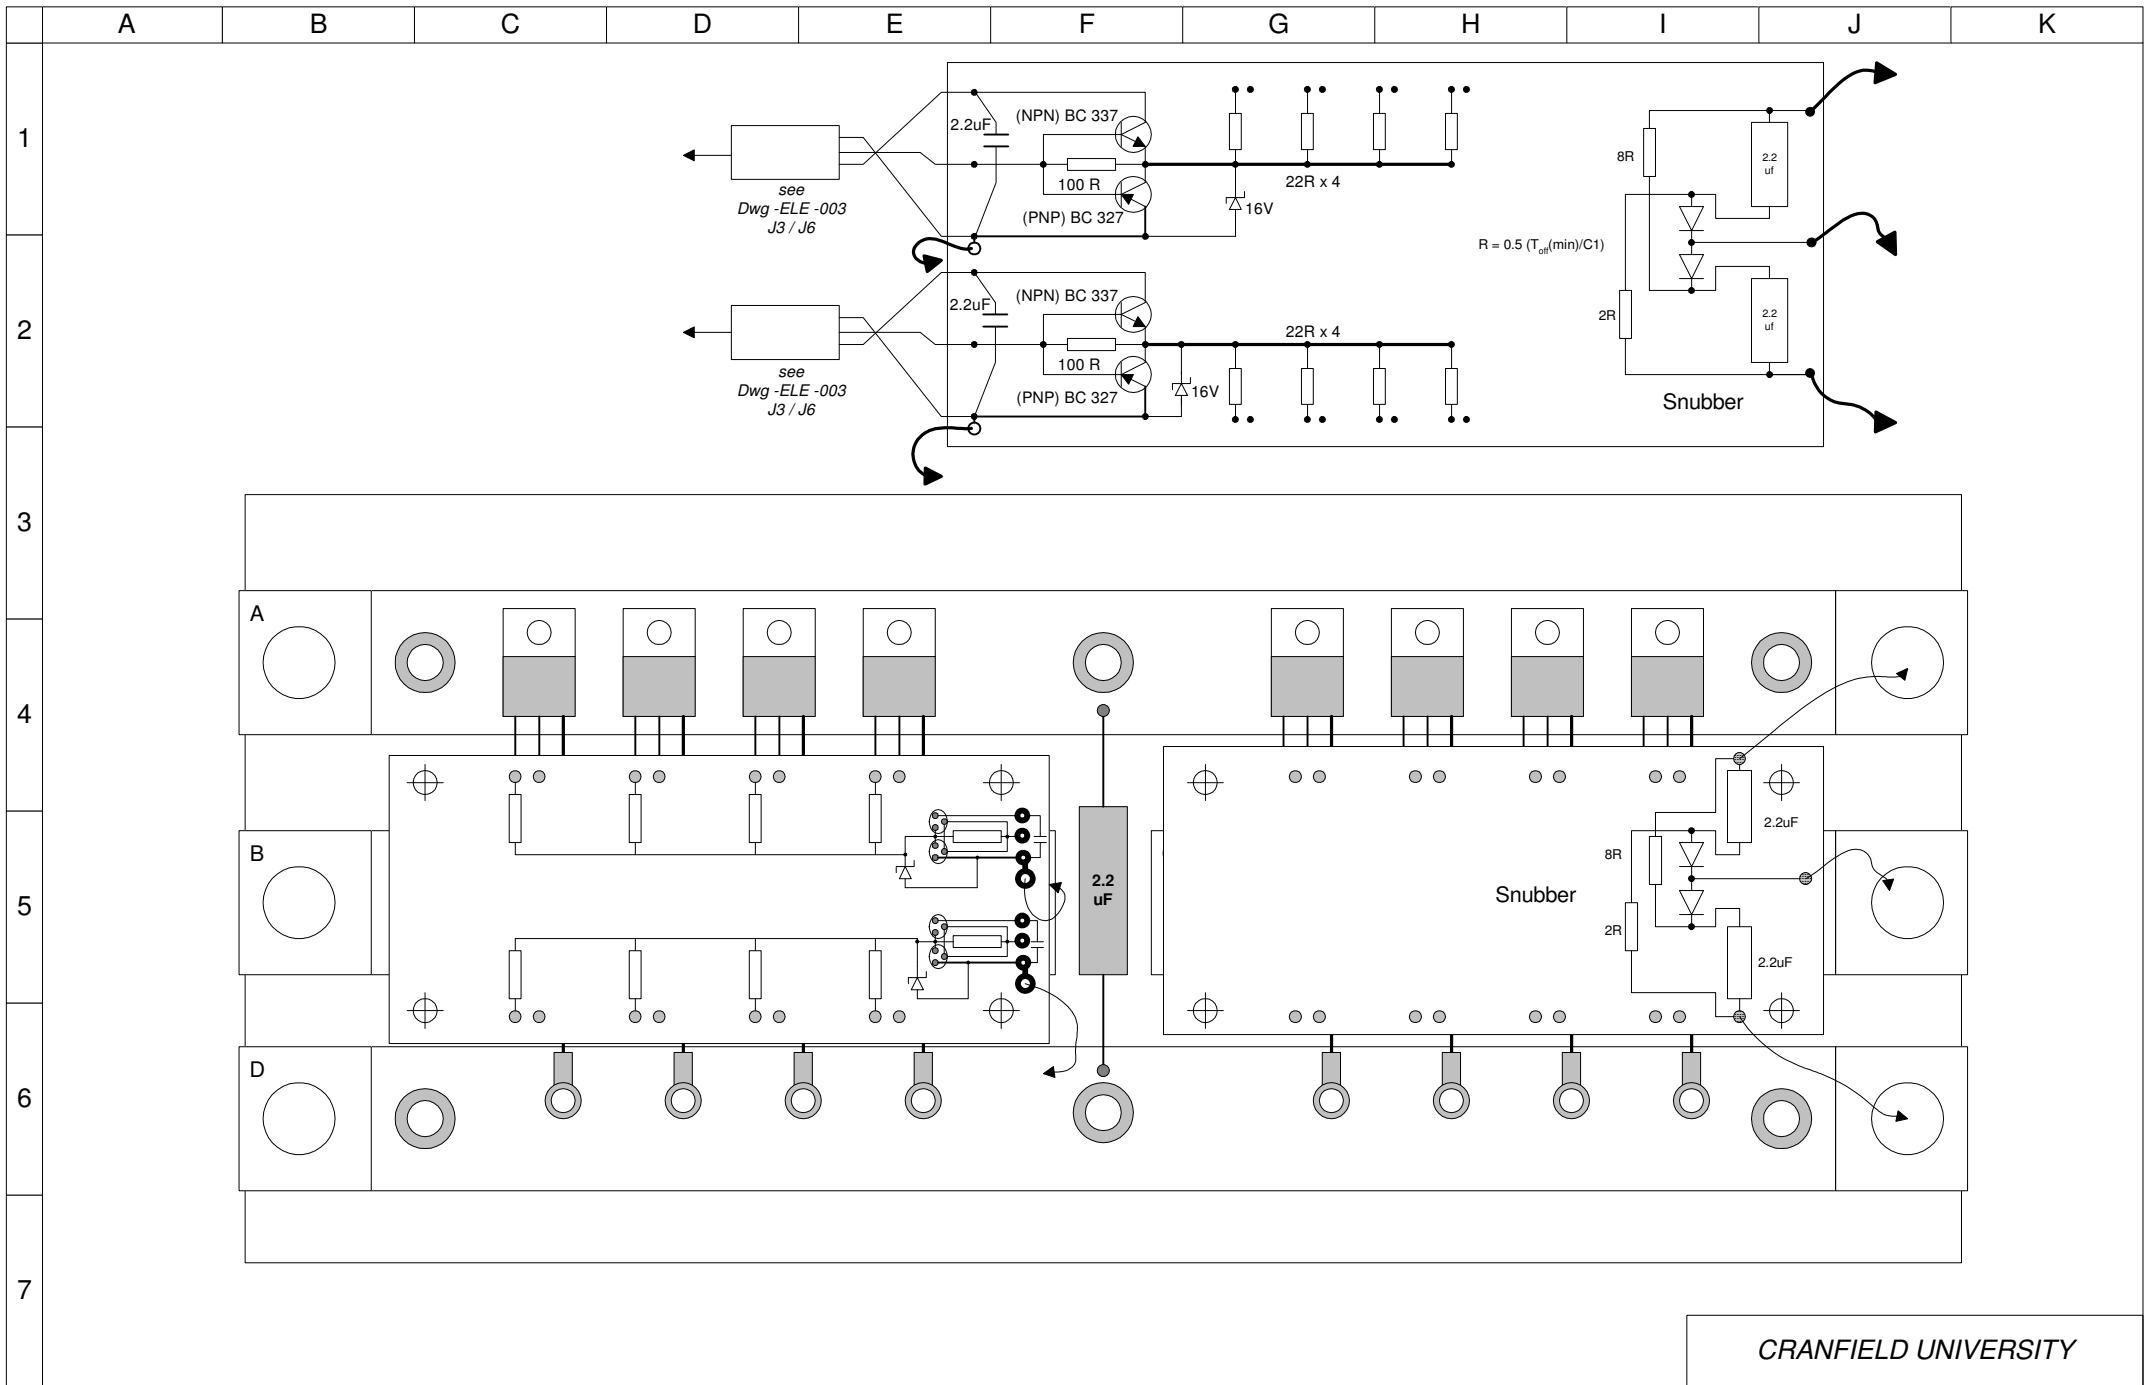 A B C D E F G H I J K
1
2.2uF
(NPN) BC 337
100 R
(PNP) BC 327
22R x 4
16V
see
Dwg -ELE -003
J3 / J6
8R
2.2
uf
R = 0.5 (Toff(min)/C1)
2
2.2uF
(NPN) BC 337
100 R
(PNP) BC 327
22R x 4
16V
see
Dwg -ELE -003
J3 / J6
2R
2.2
uf
Snubber
3
A
4
B
5
2.2
uF
2.2uF
8R
Snubber
2R
2.2uF
D
6
7
CRANFIELD UNIVERSITY